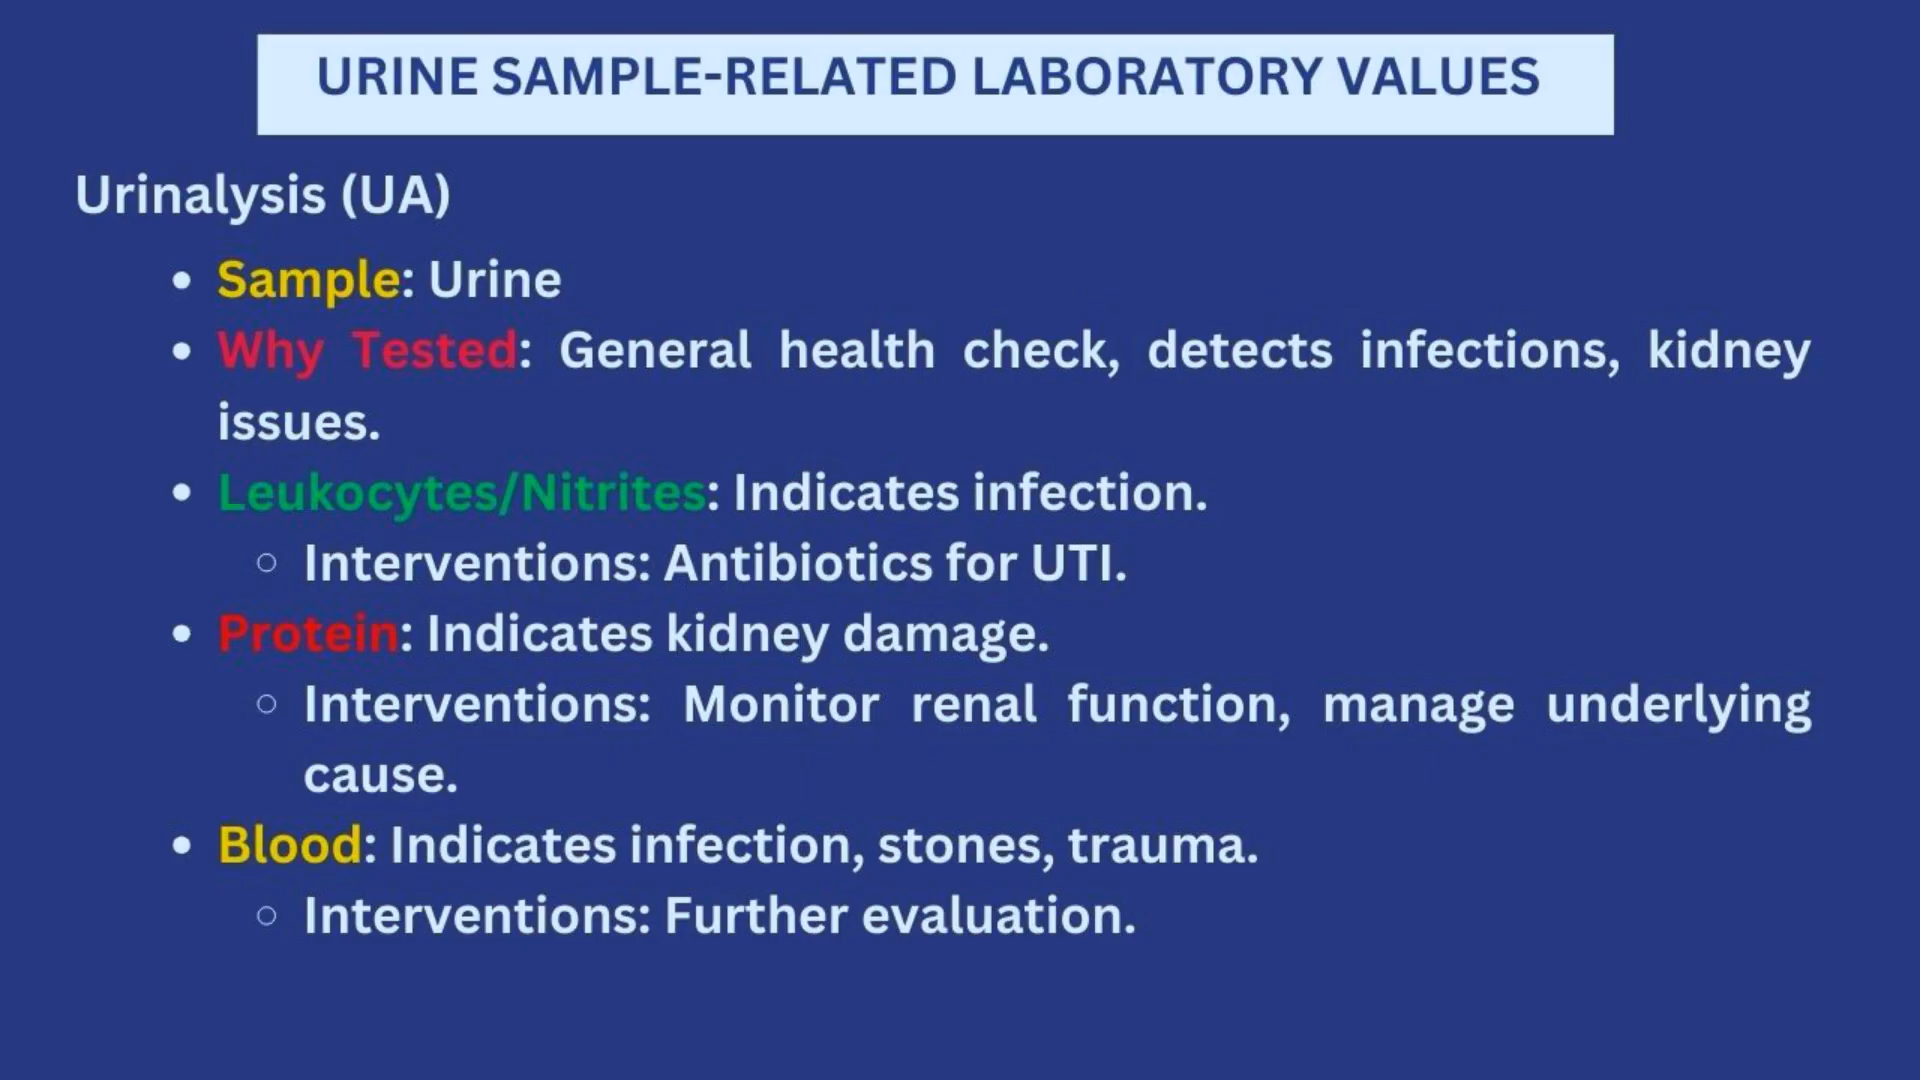 URINE SAMPLE-RELATED LABORATORY VALUES
Urinalysis (UA)
• Sample: Urine
• Why Tested: General health check, detects infections, kidney
issues.
• Leukocytes/Nitrites: Indicates infection.
○ Interventions: Antibiotics for UTI.
• Protein: Indicates kidney damage.
○ Interventions: Monitor renal function, manage underlying
cause.
• Blood: Indicates infection, stones, trauma.
○ Interventions: Further evaluation.